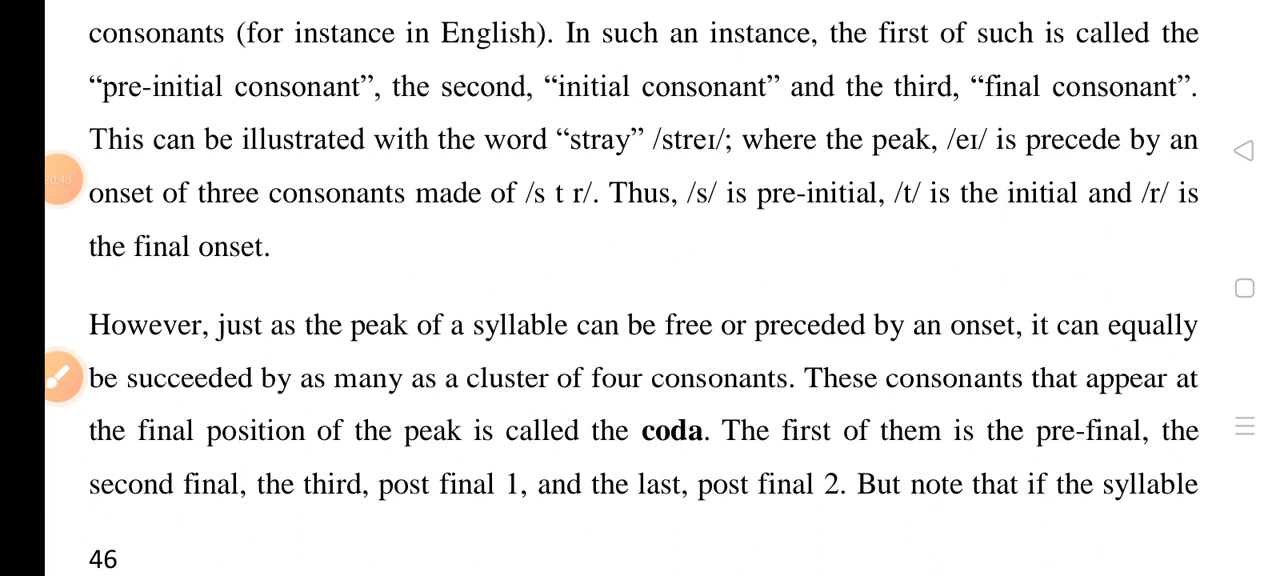 consonants (for instance in English). In such an instance, the first of such is called the
“pre-initial consonant”, the second, “initial consonant” and the third, “final consonant”.
This can be illustrated with the word “stray” /streɪ/; where the peak, /eɪ/ is precede by an
20:43
onset of three consonants made of /s t r/. Thus, /s/ is pre-initial, /t/ is the initial and /r/ is
the final onset.
However, just as the peak of a syllable can be free or preceded by an onset, it can equally
be succeeded by as many as a cluster of four consonants. These consonants that appear at
the final position of the peak is called the coda. The first of them is the pre-final, the
second final, the third, post final 1, and the last, post final 2. But note that if the syllable
46